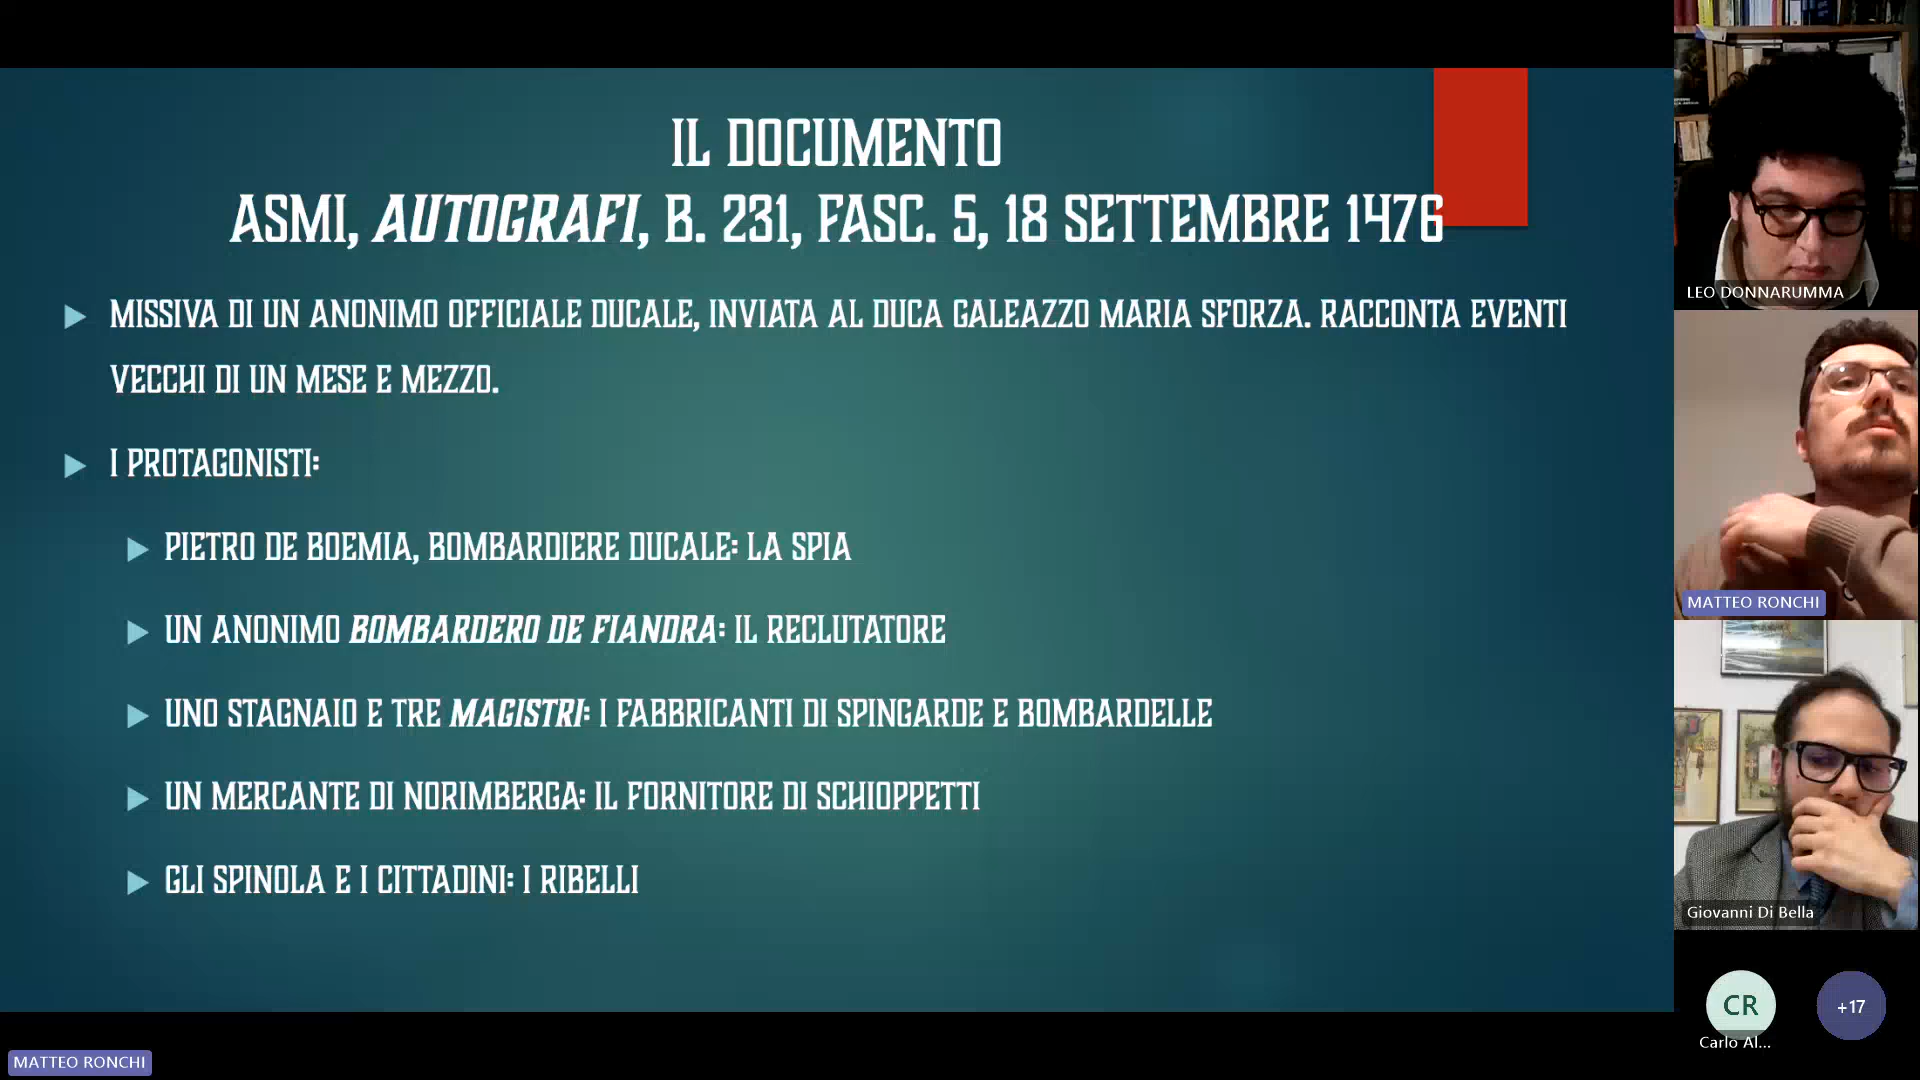 IL DOCUMENTO
ASMI, AUTOGRAFI, B. 231, FASC. 5, 18 SETTEMBRE 1476
MISSIVA DI UN ANONIMO OFFICIALE DUCALE, INVIATA AL DUCA GALEAZZO MARIA SFORZA. RACCONTA EVENTI
VECCHI DI UN MESE E MEZZO.
I PROTAGONISTI:
PIETRO DE BOEMIA, BOMBARDIERE DUCALE: LA SPIA
UN ANONIMO BOMBARDERO DE FIANDRA: IL RECLUTATORE
UNO STAGNAIO E TRE MAGISTRI: I FABBRICANTI DI SPINGARDE E BOMBARDELLE
UN MERCANTE DI NORIMBERGA: IL FORNITORE DI SCHIOPPETTI
GLI SPINOLA E I CITTADINI: I RIBELLI
MATTEO RONCHI
LEO DONNARUMMA
MATTEO RONCHI
Giovanni Di Bella
CR
+17
Carlo Al...